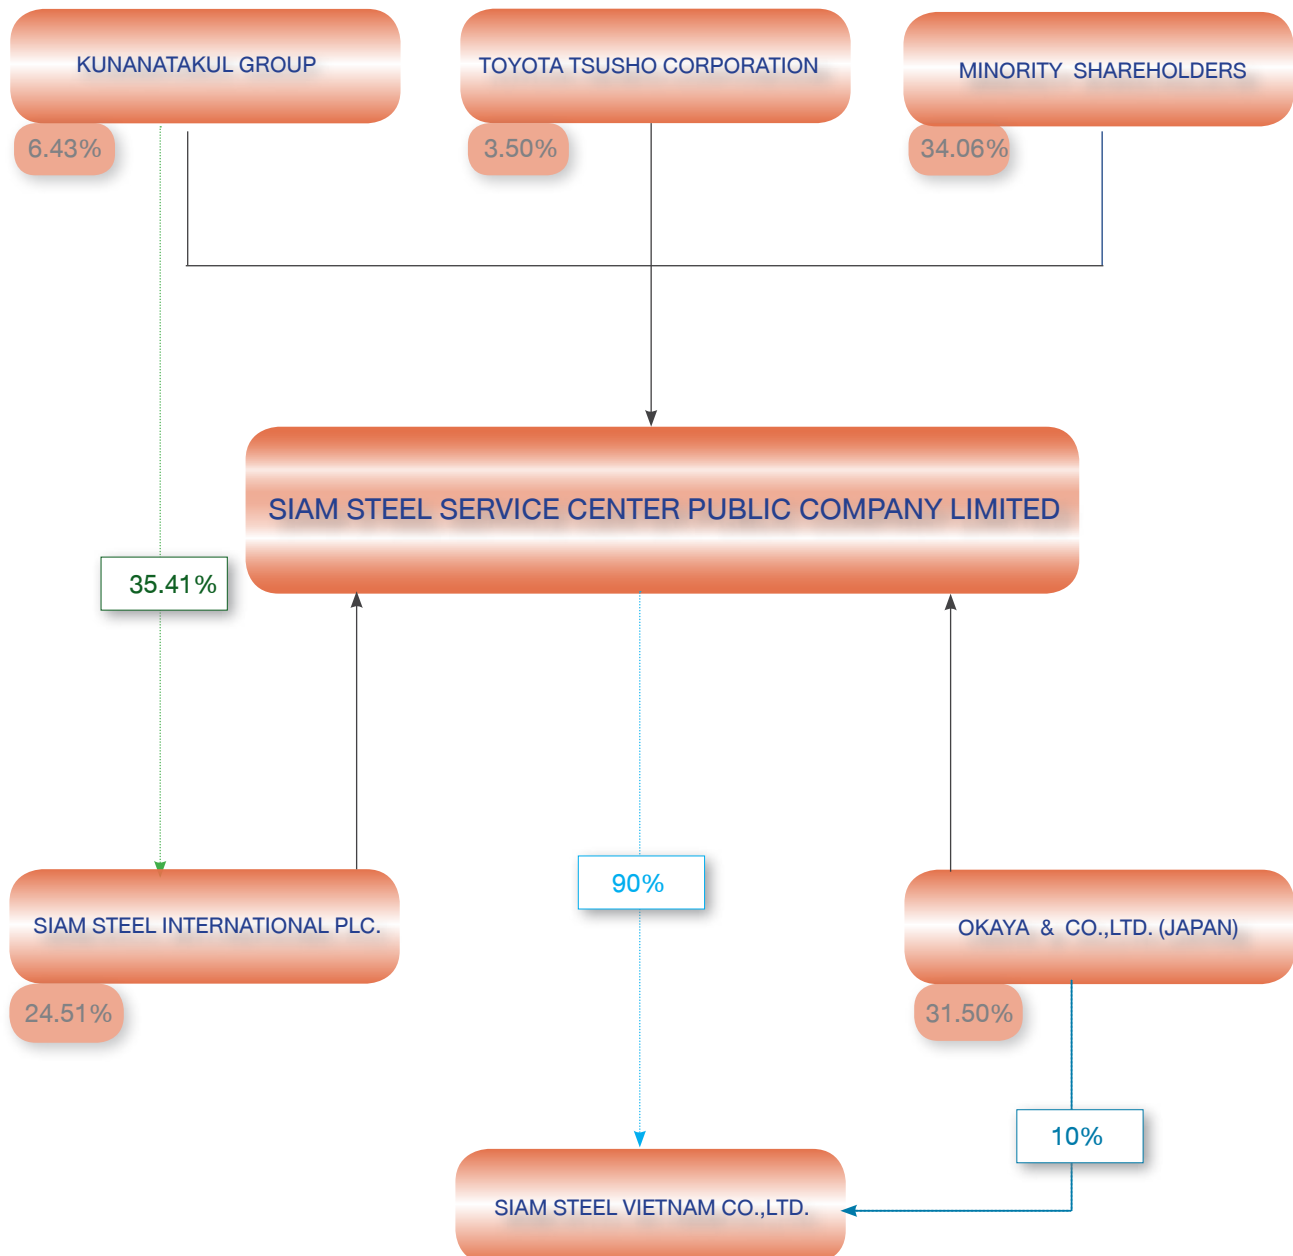 KUNANATAKUL GROUP
TOYOTA TSUSHO CORPORATION
MINORITY SHAREHOLDERS
6.43%
3.50%
34.06%
SIAM STEEL SERVICE CENTER PUBLIC COMPANY LIMITED
35.41%
90%
SIAM STEEL INTERNATIONAL PLC.
OKAYA & CO.,LTD. (JAPAN)
24.51%
31.50%
10%
SIAM STEEL VIETNAM CO.,LTD.